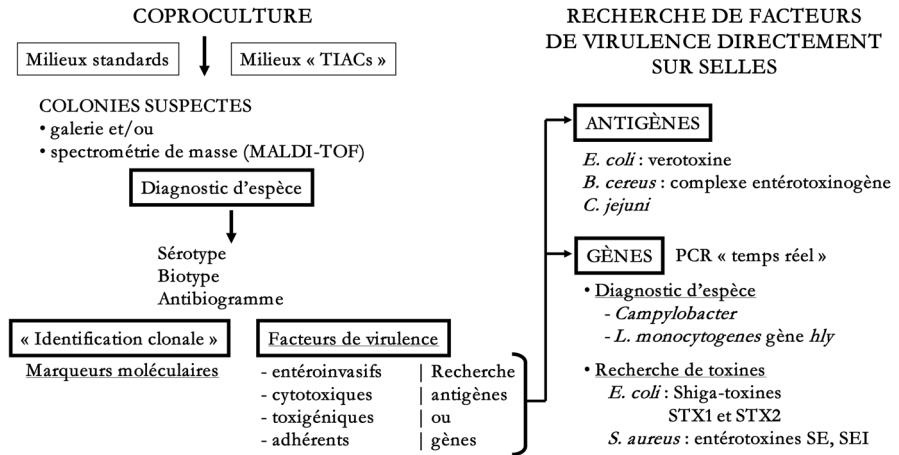 COPROCULTURE
Milieux standards
Milieux « TIACs »
COLONIES SUSPECTES
• galerie et/ou
• spectrométrie de masse (MALDI-TOF)
Diagnostic d’espèce
Sérotype
Biotype
Antibiogramme
« Identification clonale »
Marqueurs moléculaires
Facteurs de virulence
- entéroinvasifs | Recherche
- cytotoxiques | antigènes
- toxigéniques | ou
- adhérents | gènes
RECHERCHE DE FACTEURS
DE VIRULENCE DIRECTEMENT
SUR SELLES
ANTIGÈNES
E. coli : verotoxine
B. cereus : complexe entérotoxinogène
C. jejuni
GÈNES PCR « temps réel »
• Diagnostic d’espèce
- Campylobacter
- L. monocytogenes gène hly
• Recherche de toxines
E. coli : Shiga-toxines
STX1 et STX2
S. aureus : entérotoxines SE, SEI